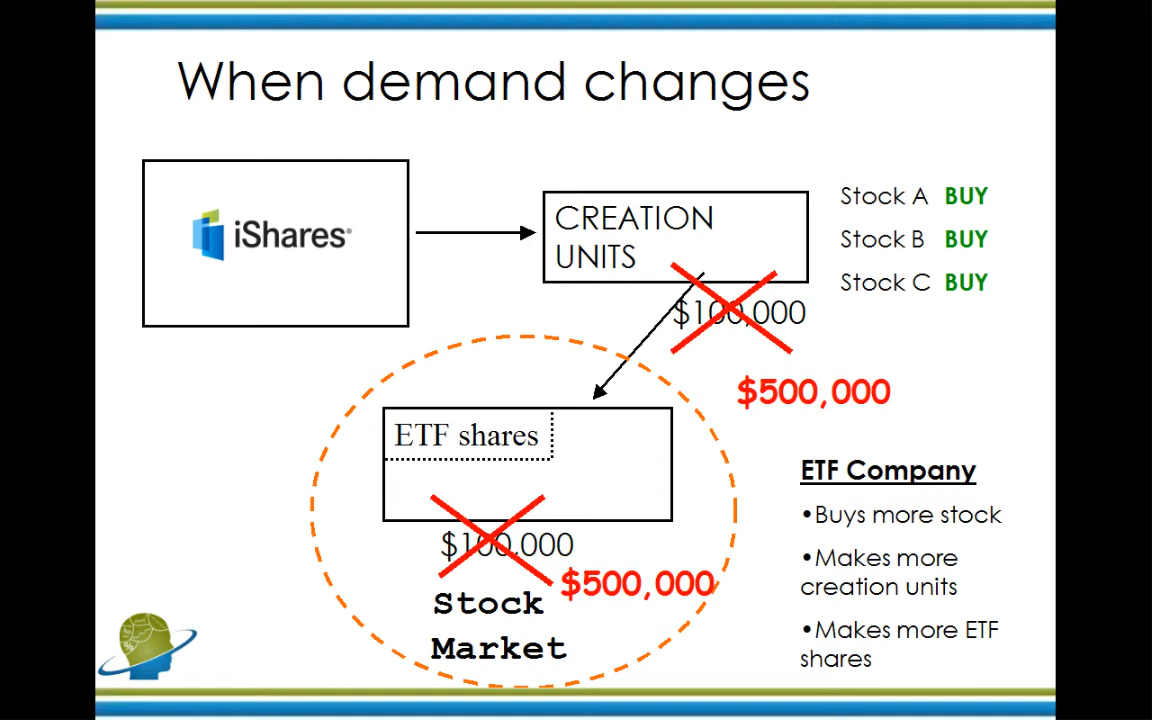 When demand changes
iShares®
CREATION
UNITS
Stock A BUY
Stock B BUY
Stock C BUY
$100,000
$500,000
ETF shares
$100,000
$500,000
Stock
Market
ETF Company
•Buys more stock
•Makes more
creation units
•Makes more ETF
shares